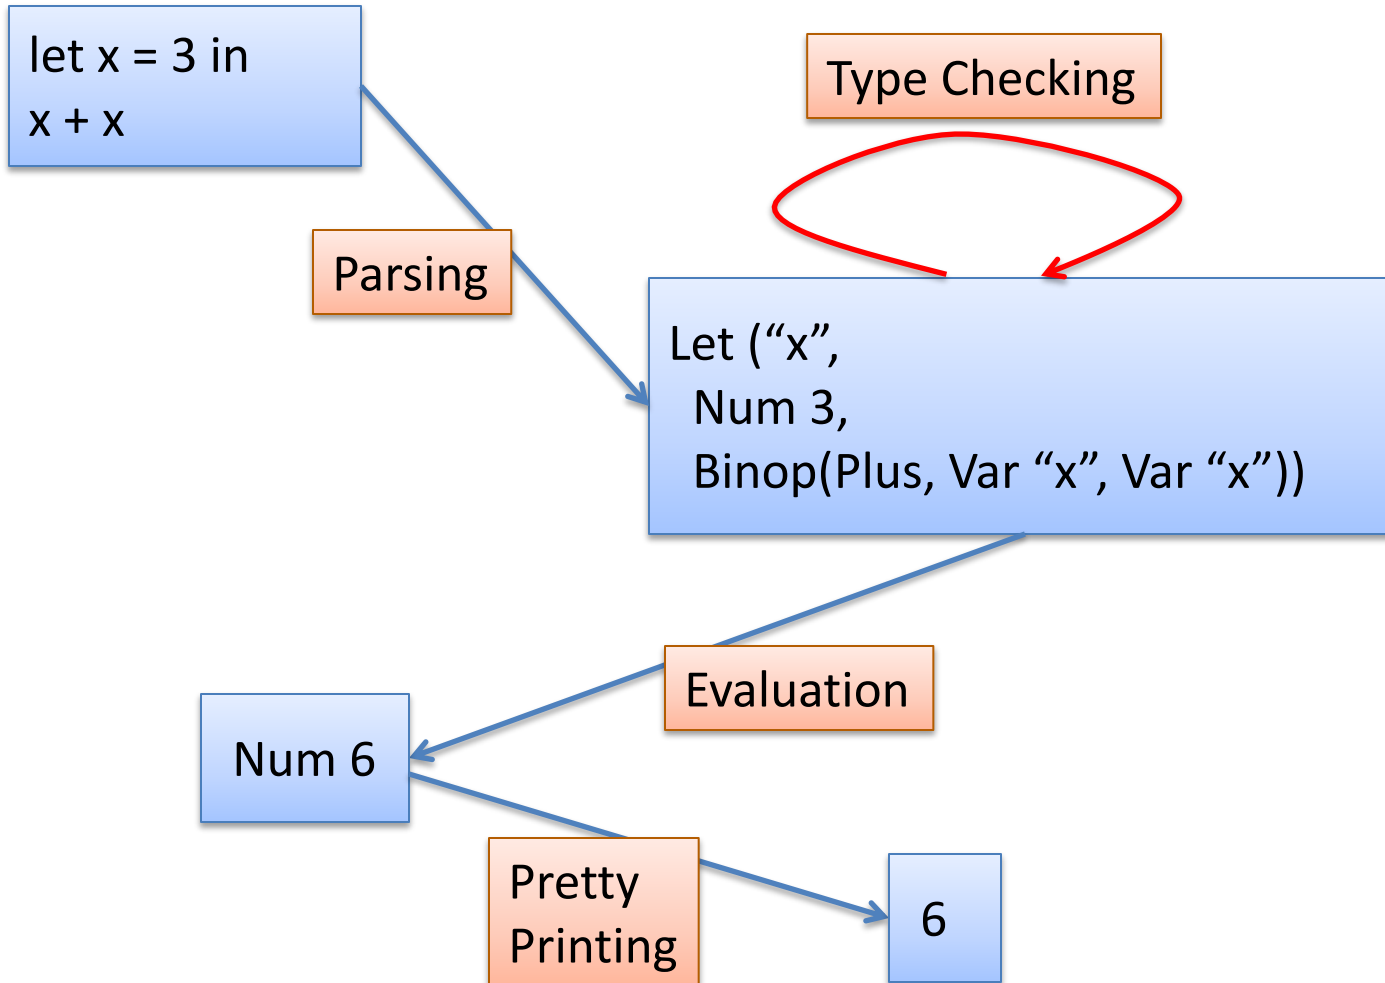 let x = 3 in
x + x
Type Checking
Parsing
Let (“x”,
Num 3,
Binop(Plus, Var “x”, Var “x”))
Evaluation
Num 6
Pretty
Printing
6